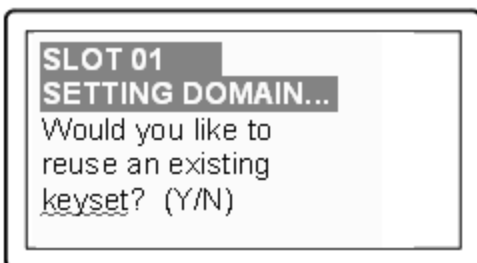 SLOT 01
SETTING DOMAIN...
Would you like to
reuse an existing
keyset? (Y/N)